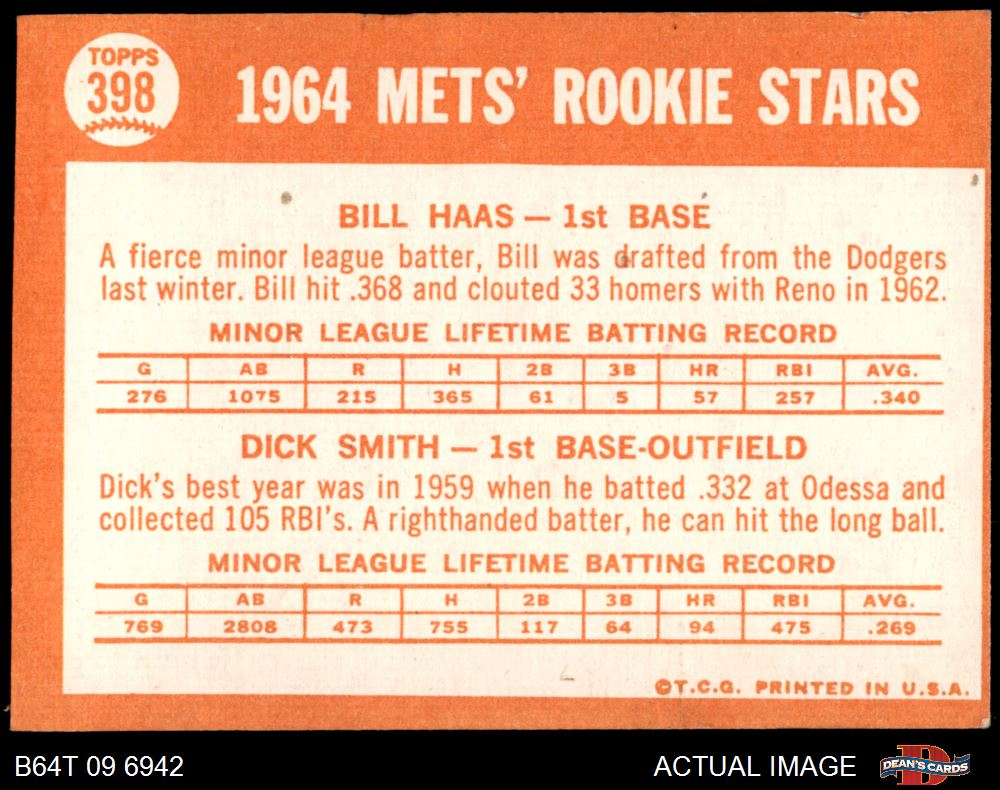 TOPPS
398
1964 METS' ROOKIE STARS
BILL HAAS — 1st BASE
A fierce minor league batter, Bill was drafted from the Dodgers
last winter. Bill hit .368 and clouted 33 homers with Reno in 1962.
MINOR LEAGUE LIFETIME BATTING RECORD
G AB R H 2B 3B HR RBI AVG.
276 1075 215 365 61 5 57 257 .340
DICK SMITH — 1st BASE-OUTFIELD
Dick's best year was in 1959 when he batted .332 at Odessa and
collected 105 RBI's. A righthanded batter, he can hit the long ball.
MINOR LEAGUE LIFETIME BATTING RECORD
G AB R H 2B 3B HR RBI AVG.
769 2808 473 755 117 64 94 475 .269
©T.C.G. PRINTED IN U.S.A.
B64T 09 6942
ACTUAL IMAGE
D
DEAN'S CARDS